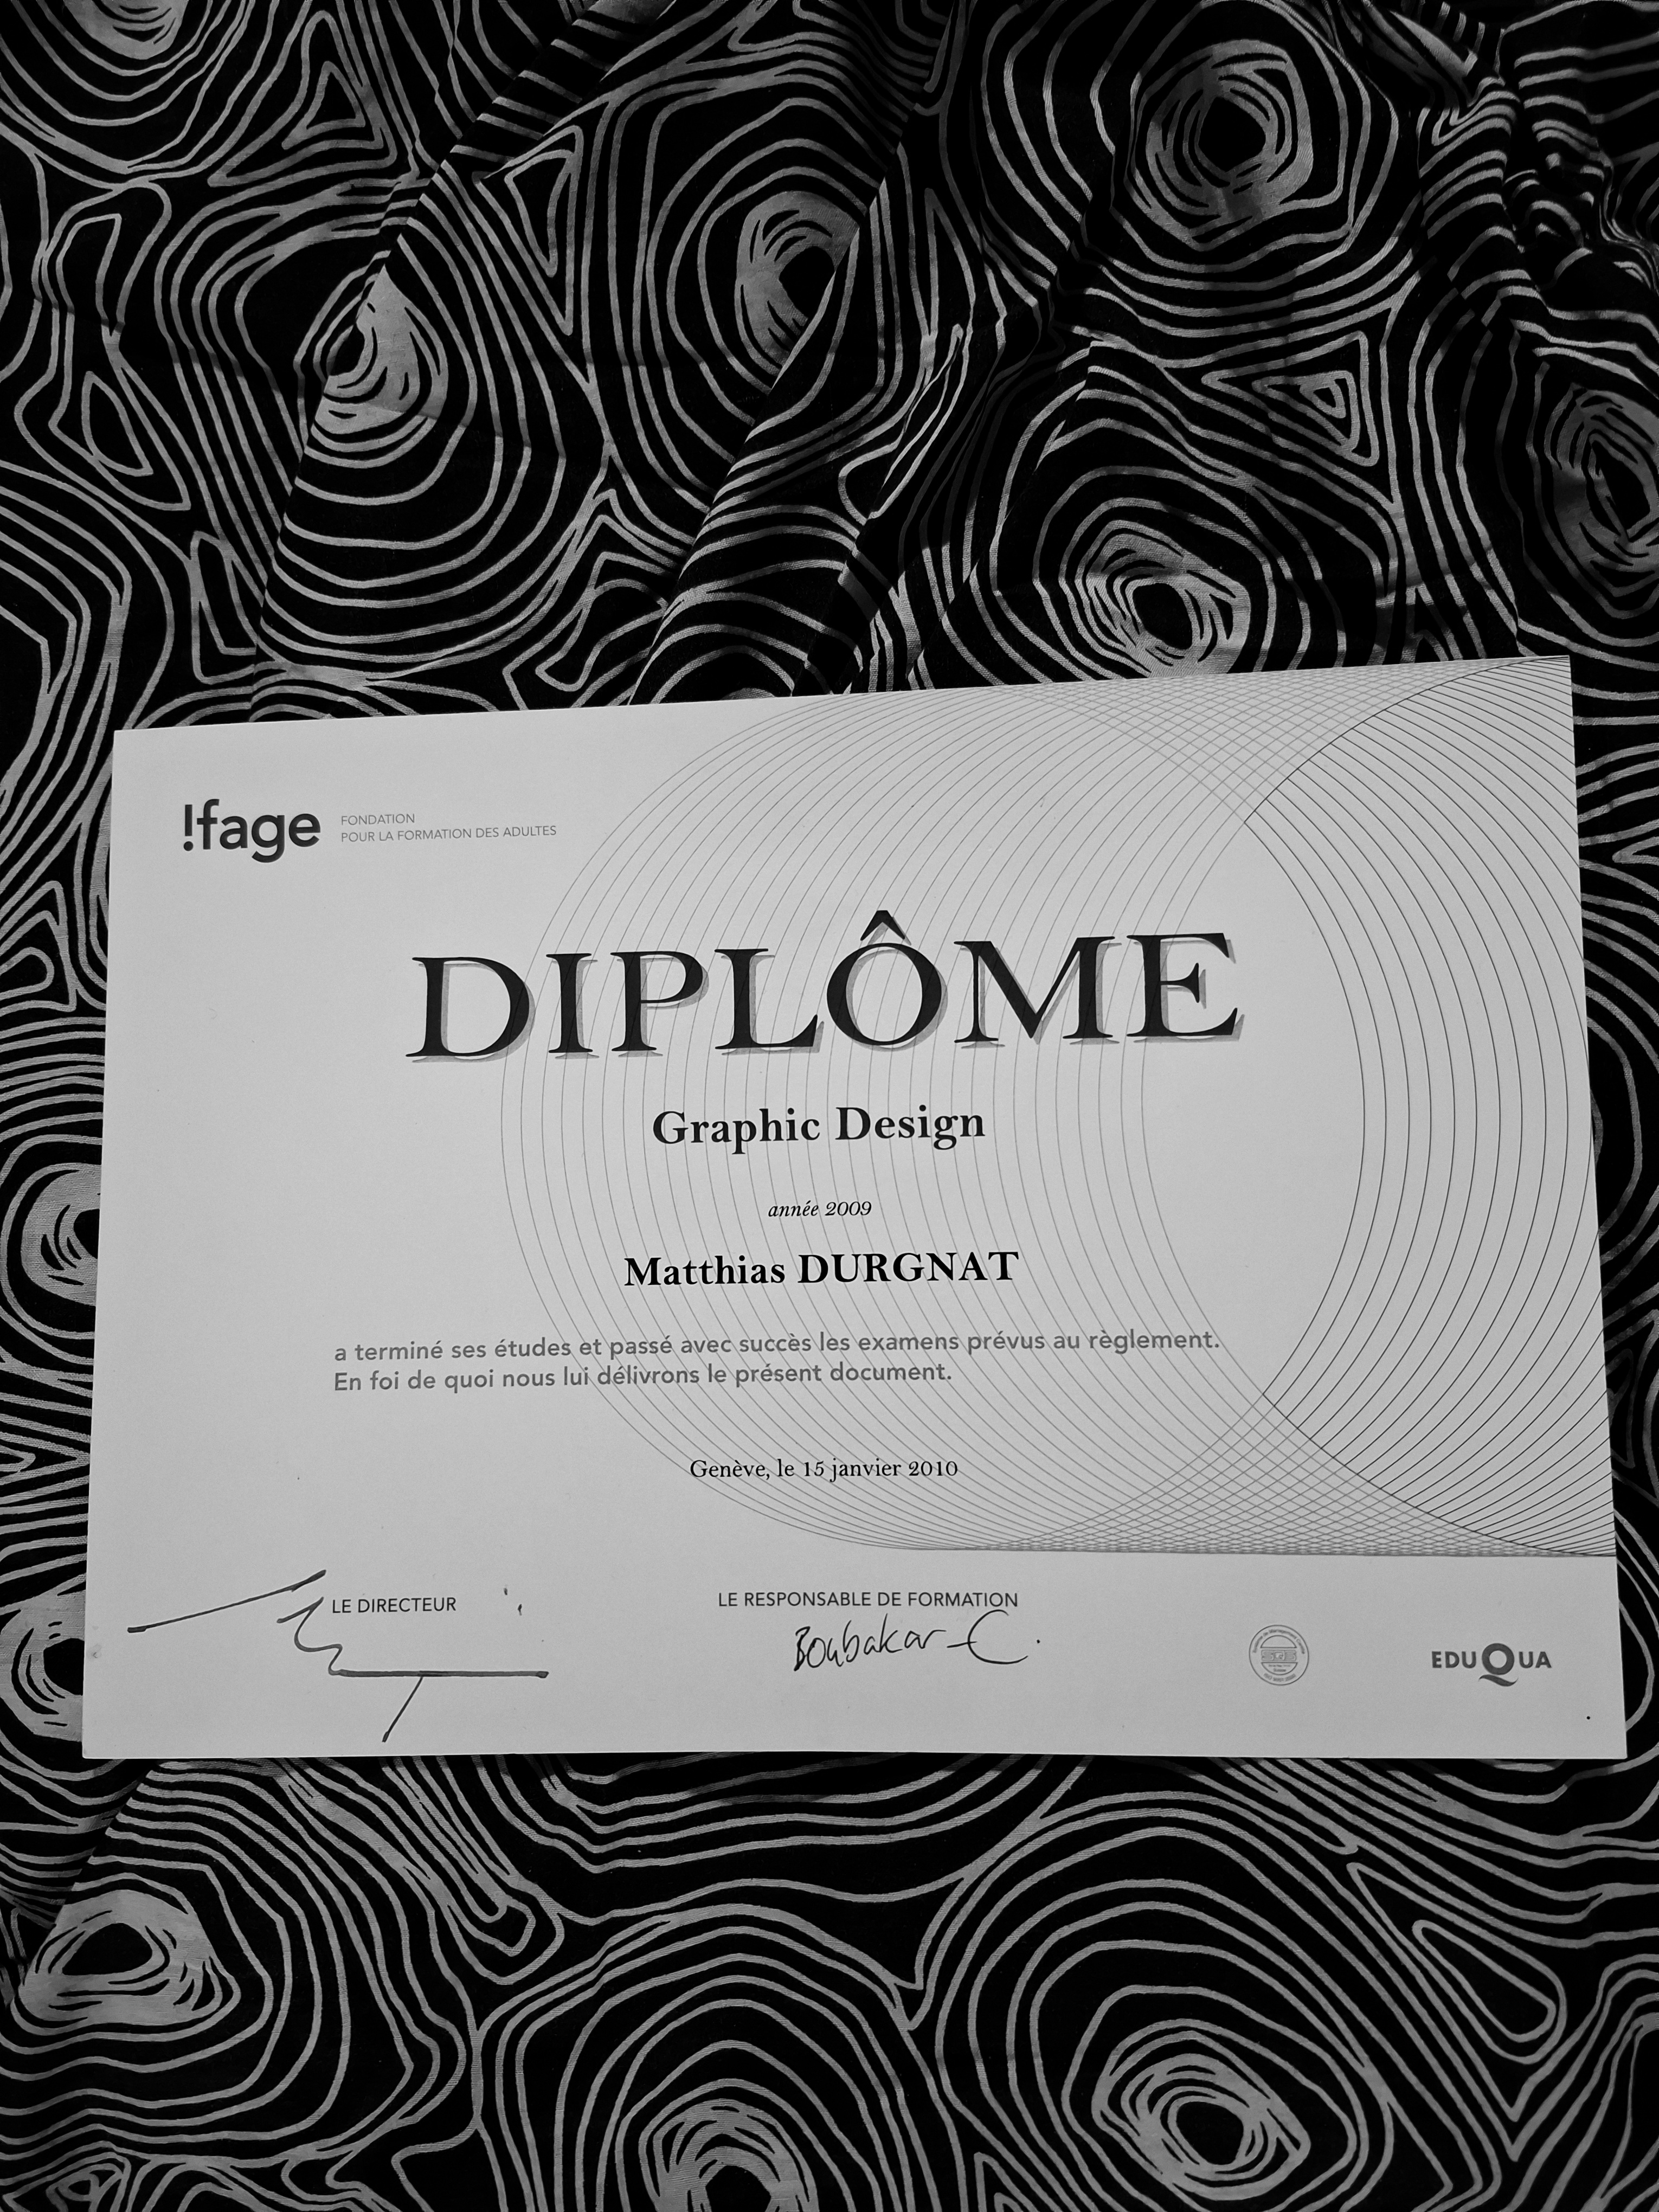 !fage
FONDATION
POUR LA FORMATION DES ADULTES
DIPLÔME
Graphic Design
année 2009
Matthias DURGNAT
a terminé ses études et passé avec succès les examens prévus au règlement.
En foi de quoi nous lui délivrons le présent document.
Genève, le 15 janvier 2010
LE DIRECTEUR
LE RESPONSABLE DE FORMATION
Boubakar C.
SGS
EDUQUA